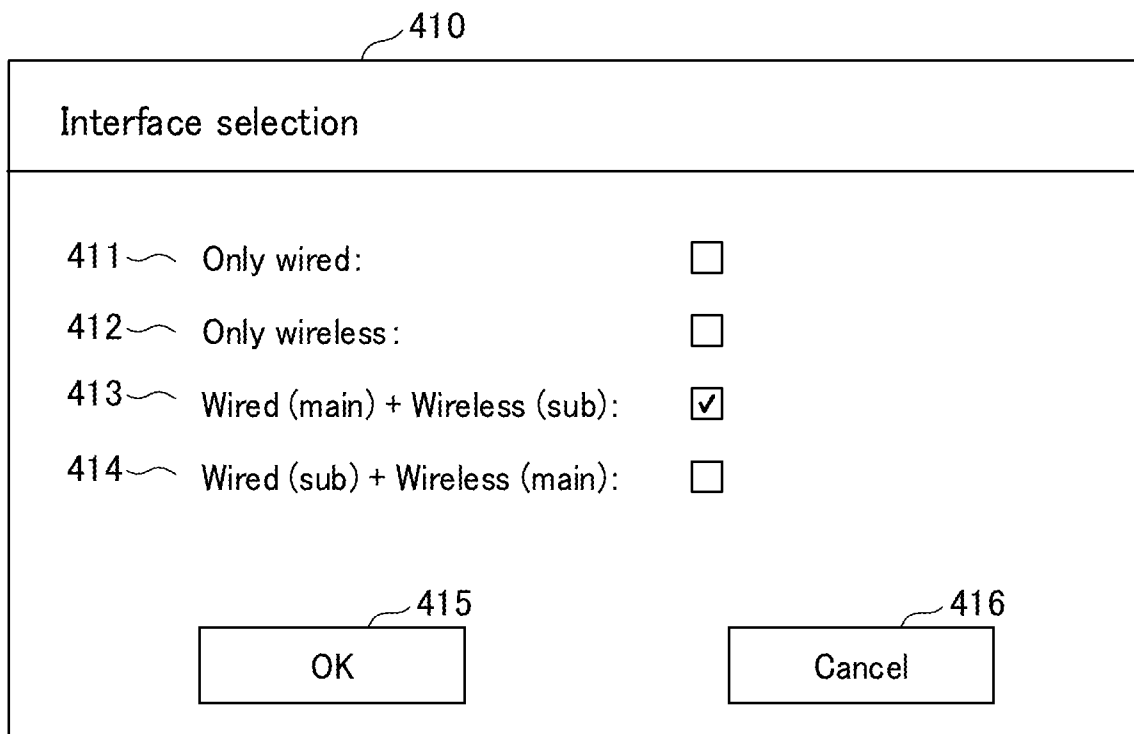 410
Interface selection
411 Only wired:
412 Only wireless:
413 Wired (main) + Wireless (sub):
414 Wired (sub) + Wireless (main):
415 416
OK Cancel